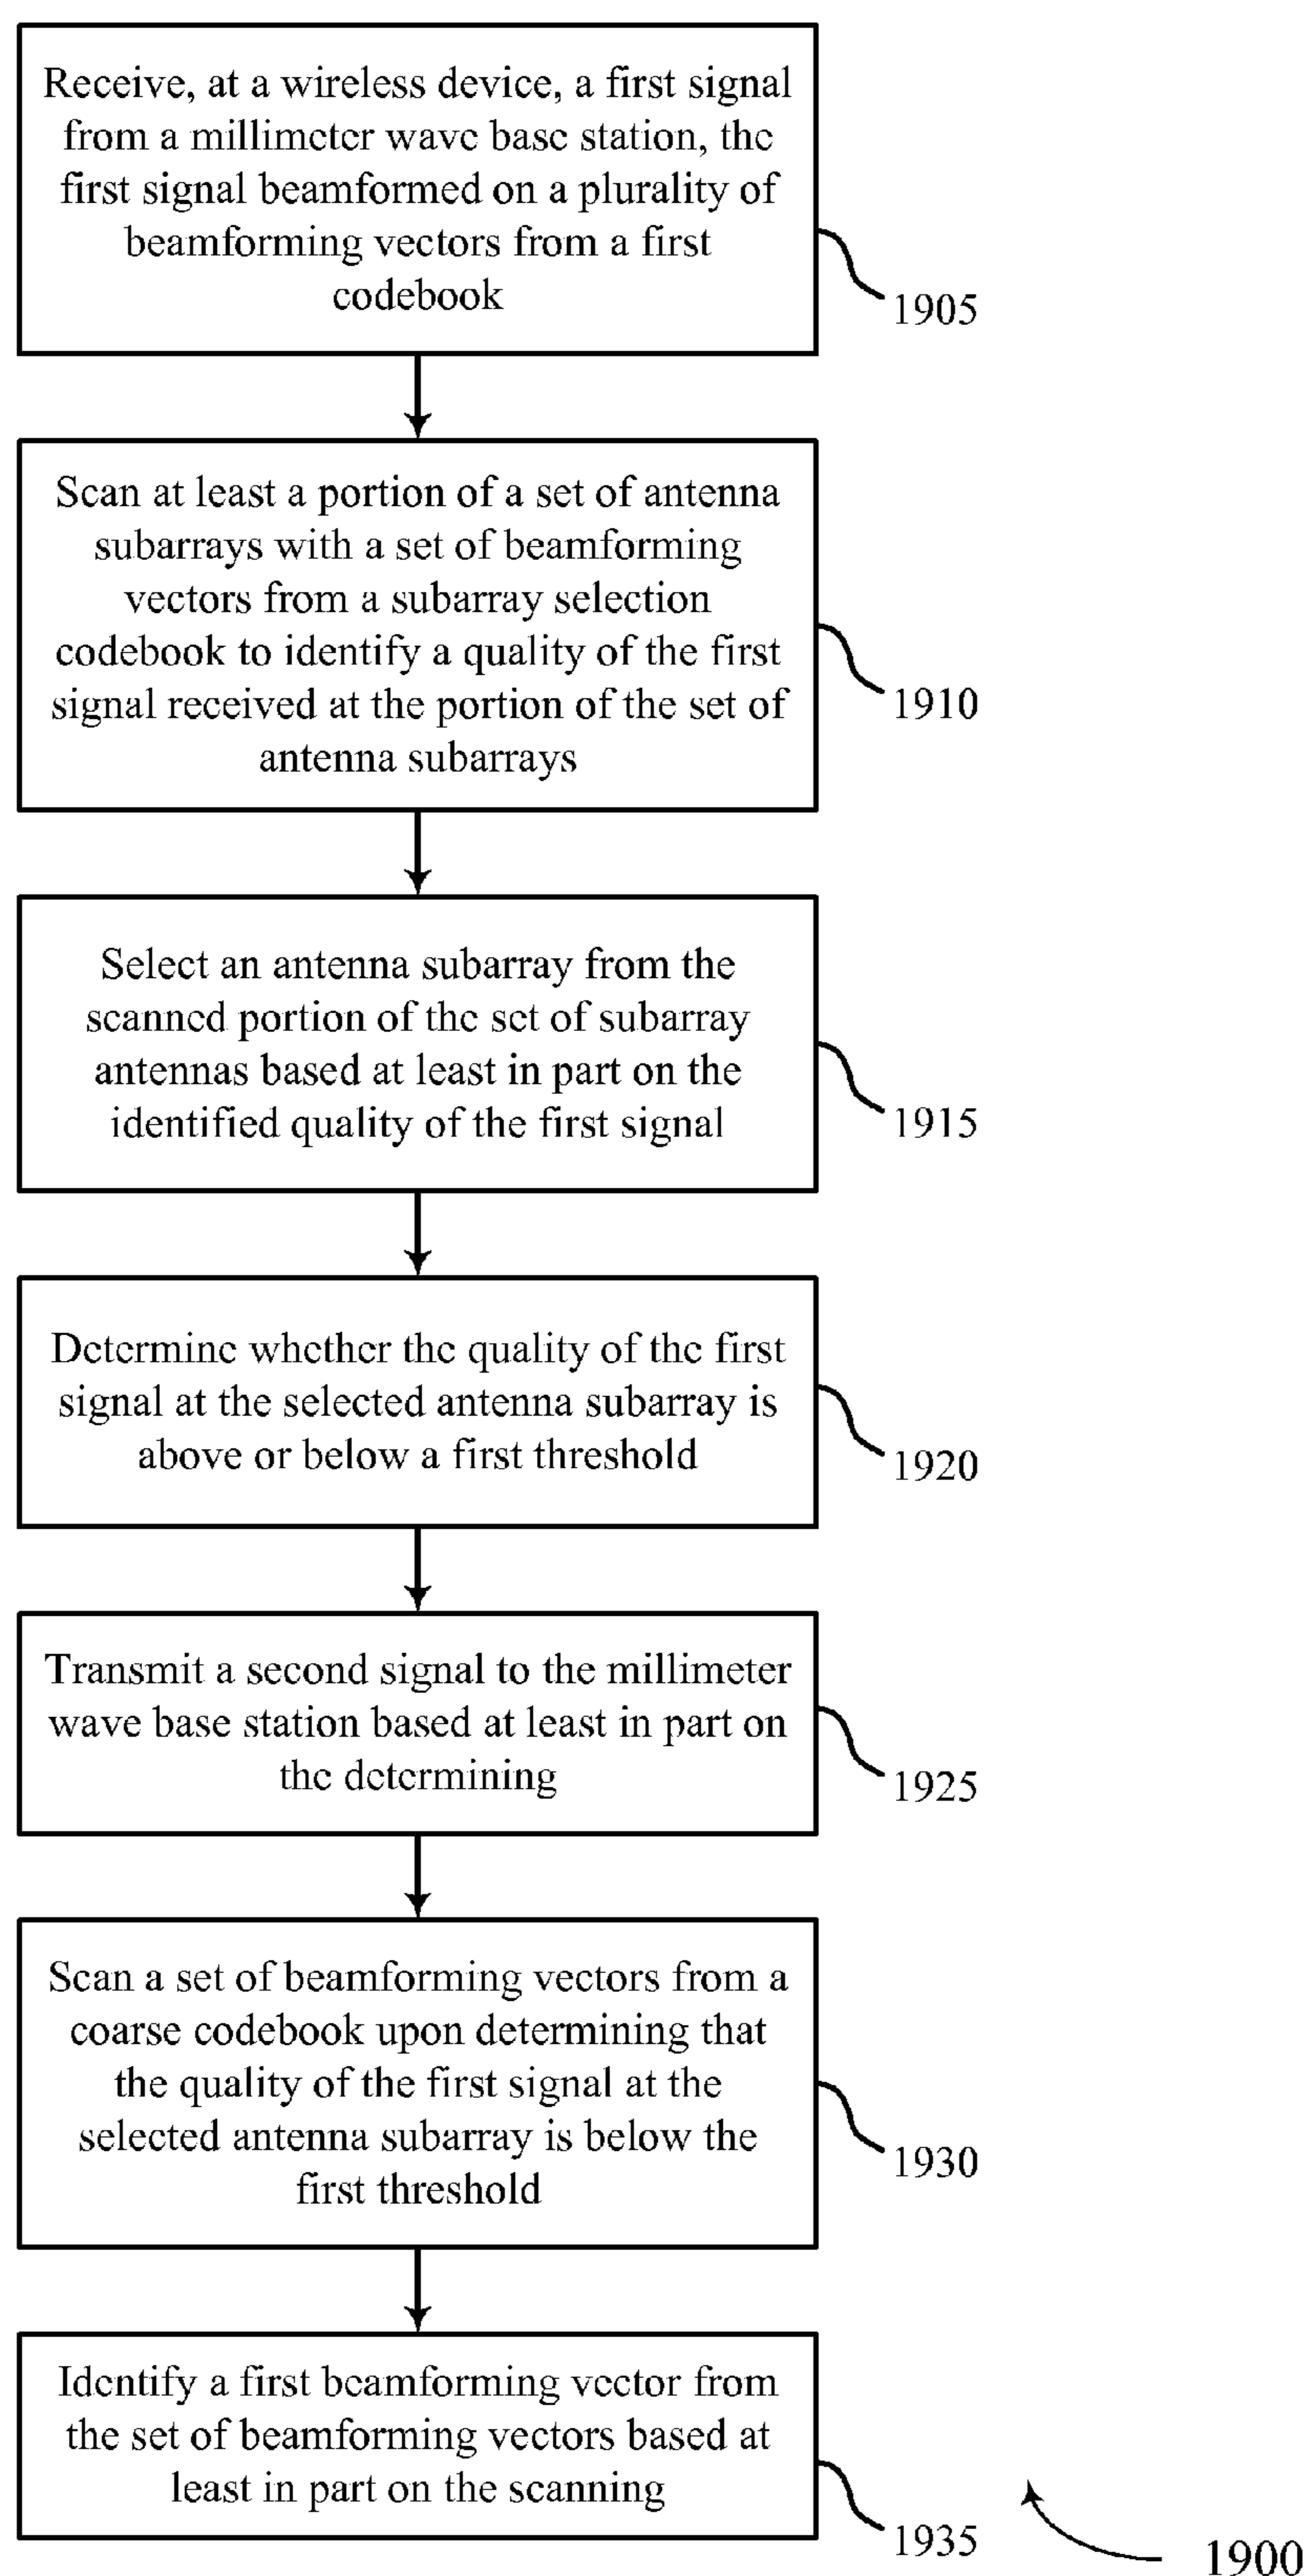 Receive, at a wireless device, a first signal
from a millimeter wave base station, the
first signal beamformed on a plurality of
beamforming vectors from a first
codebook
1905
Scan at least a portion of a set of antenna
subarrays with a set of beamforming
vectors from a subarray selection
codebook to identify a quality of the first
signal received at the portion of the set of
antenna subarrays
1910
Select an antenna subarray from the
scanned portion of the set of subarray
antennas based at least in part on the
identified quality of the first signal
1915
Determine whether the quality of the first
signal at the selected antenna subarray is
above or below a first threshold
1920
Transmit a second signal to the millimeter
wave base station based at least in part on
the determining
1925
Scan a set of beamforming vectors from a
coarse codebook upon determining that
the quality of the first signal at the
selected antenna subarray is below the
first threshold
1930
Identify a first beamforming vector from
the set of beamforming vectors based at
least in part on the scanning
1935
1900